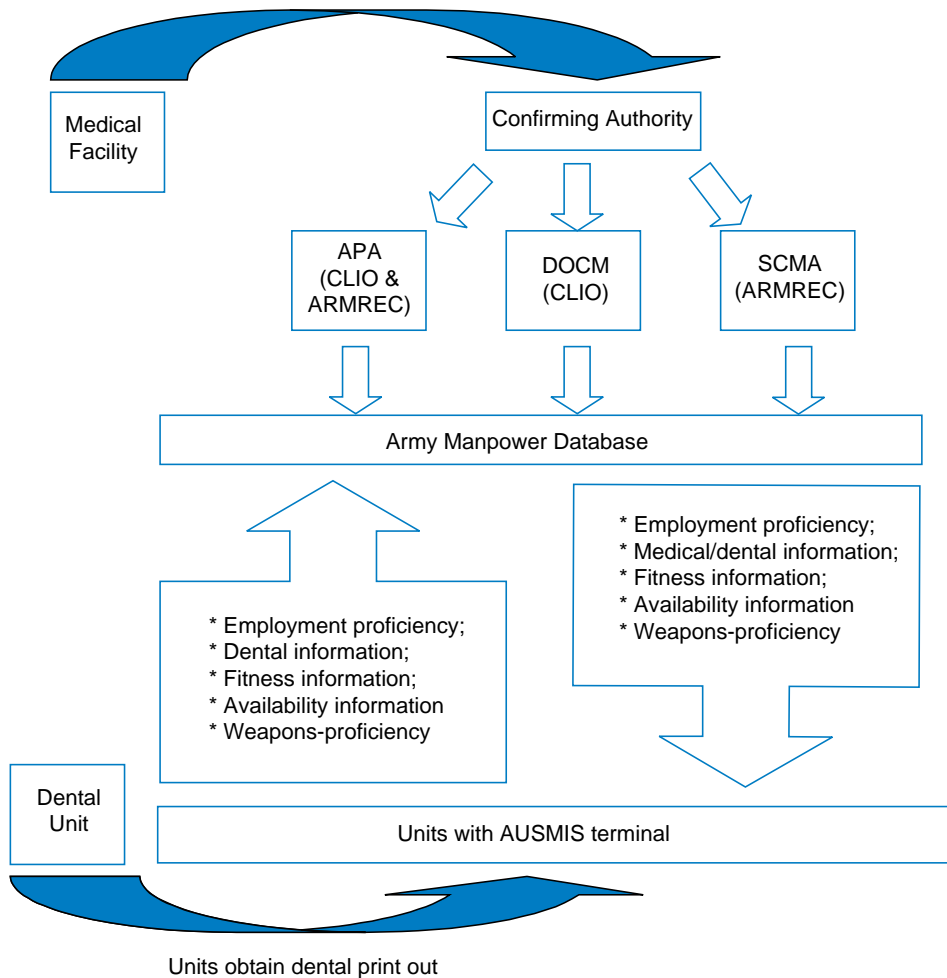 Medical
Facility
Confirming Authority
APA
(CLIO &
ARMREC)
DOCM
(CLIO)
SCMA
(ARMREC)
Army Manpower Database
* Employment proficiency;
* Medical/dental information;
* Fitness information;
* Availability information
* Weapons-proficiency
* Employment proficiency;
* Dental information;
* Fitness information;
* Availability information
* Weapons-proficiency
Dental
Unit
Units with AUSMIS terminal
Units obtain dental print out